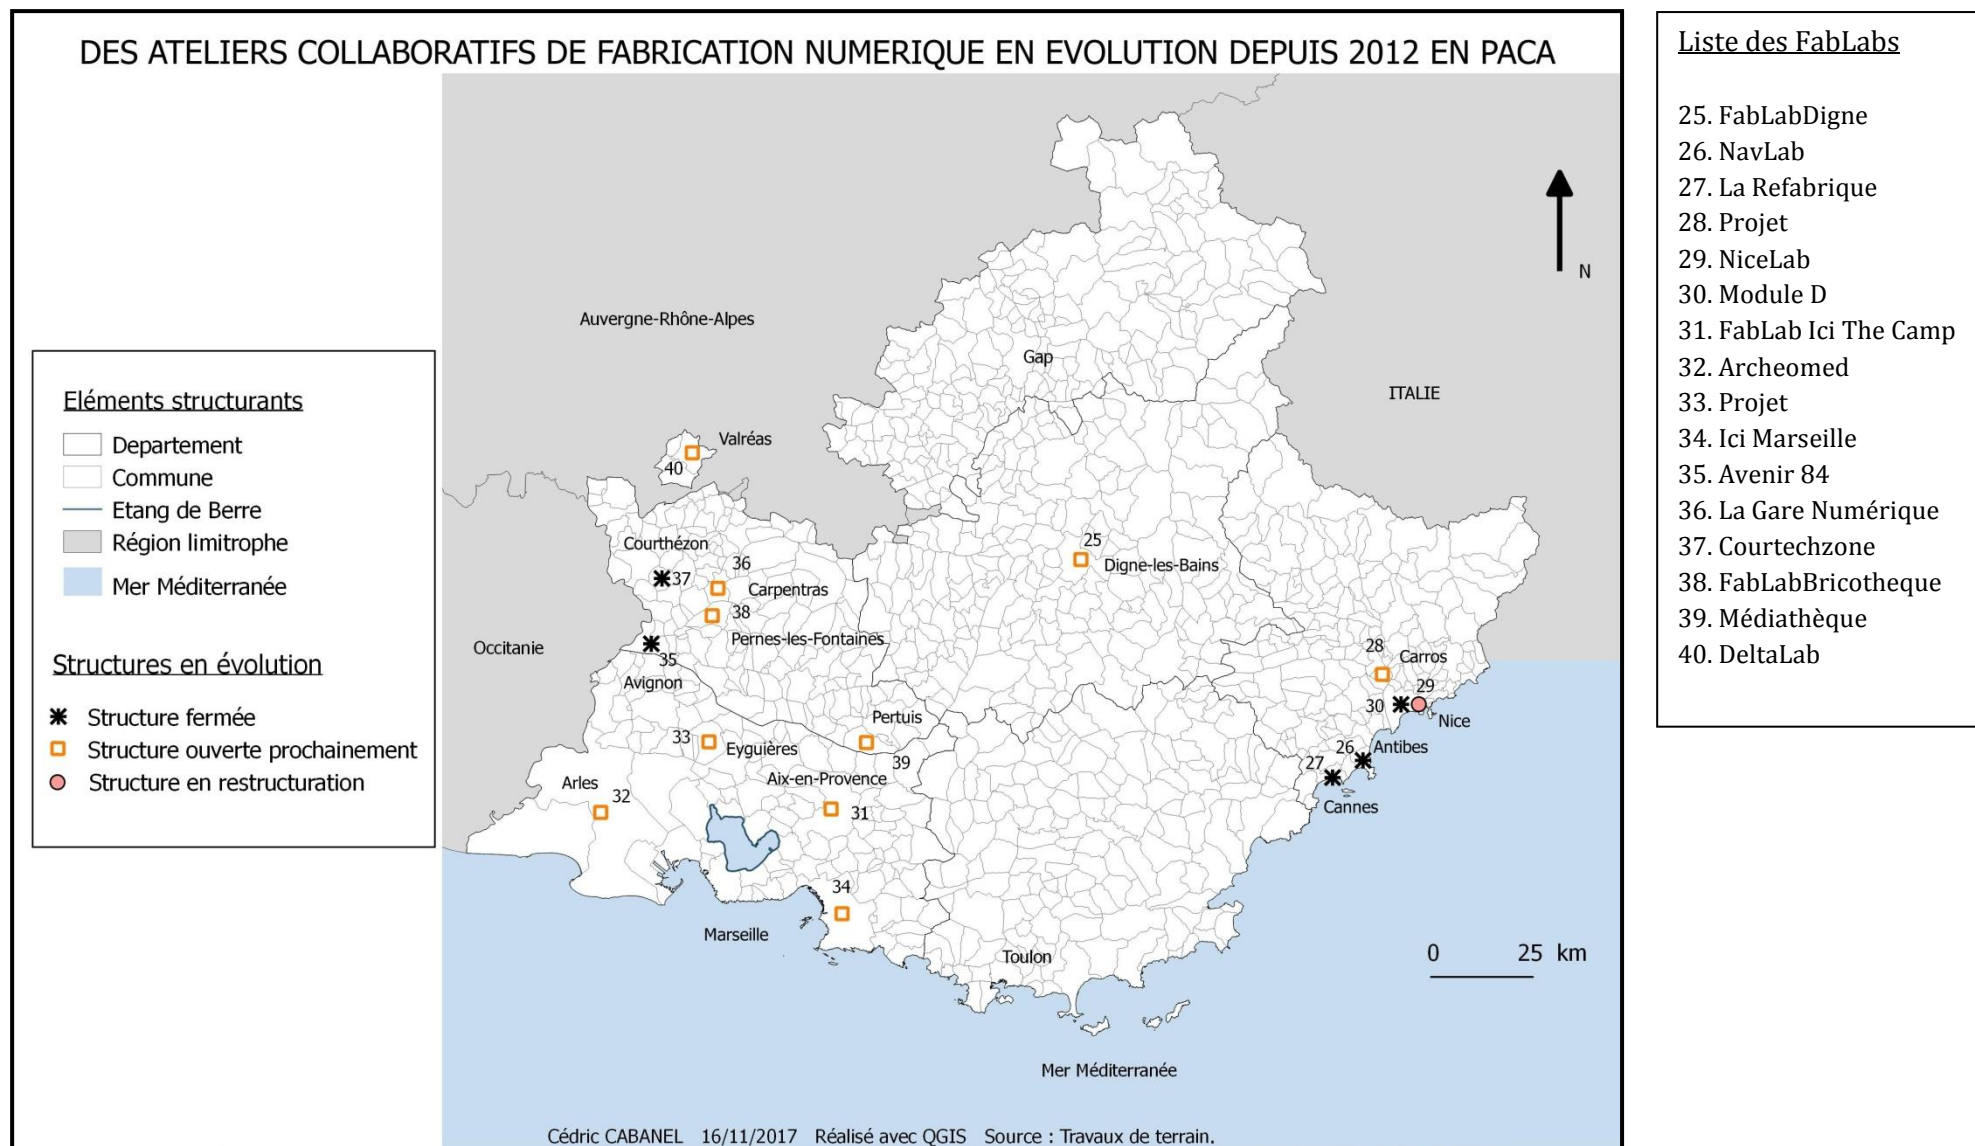 DES ATELIERS COLLABORATIFS DE FABRICATION NUMERIQUE EN EVOLUTION DEPUIS 2012 EN PACA
N
Auvergne-Rhône-Alpes
Gap
ITALIE
Valréas
40
Courthézon
37
36
Carpentras
38
Pernes-les-Fontaines
25
Digne-les-Bains
Occitanie
35
Avignon
28
Carros
29
30
Nice
Pertuis
33
Eyguières
39
26
Antibes
27
Cannes
Aix-en-Provence
31
Arles
32
34
Marseille
Toulon
0 25 km
Mer Méditerranée
Cédric CABANEL 16/11/2017 Réalisé avec QGIS Source : Travaux de terrain.
Eléments structurants
Departement
Commune
Etang de Berre
Région limitrophe
Mer Méditerranée
Structures en évolution
Structure fermée
Structure ouverte prochainement
Structure en restructuration
Liste des FabLabs
25. FabLabDigne
26. NavLab
27. La Refabrique
28. Projet
29. NiceLab
30. Module D
31. FabLab Ici The Camp
32. Archeomed
33. Projet
34. Ici Marseille
35. Avenir 84
36. La Gare Numérique
37. Courtechzone
38. FabLabBricotheque
39. Médiathèque
40. DeltaLab